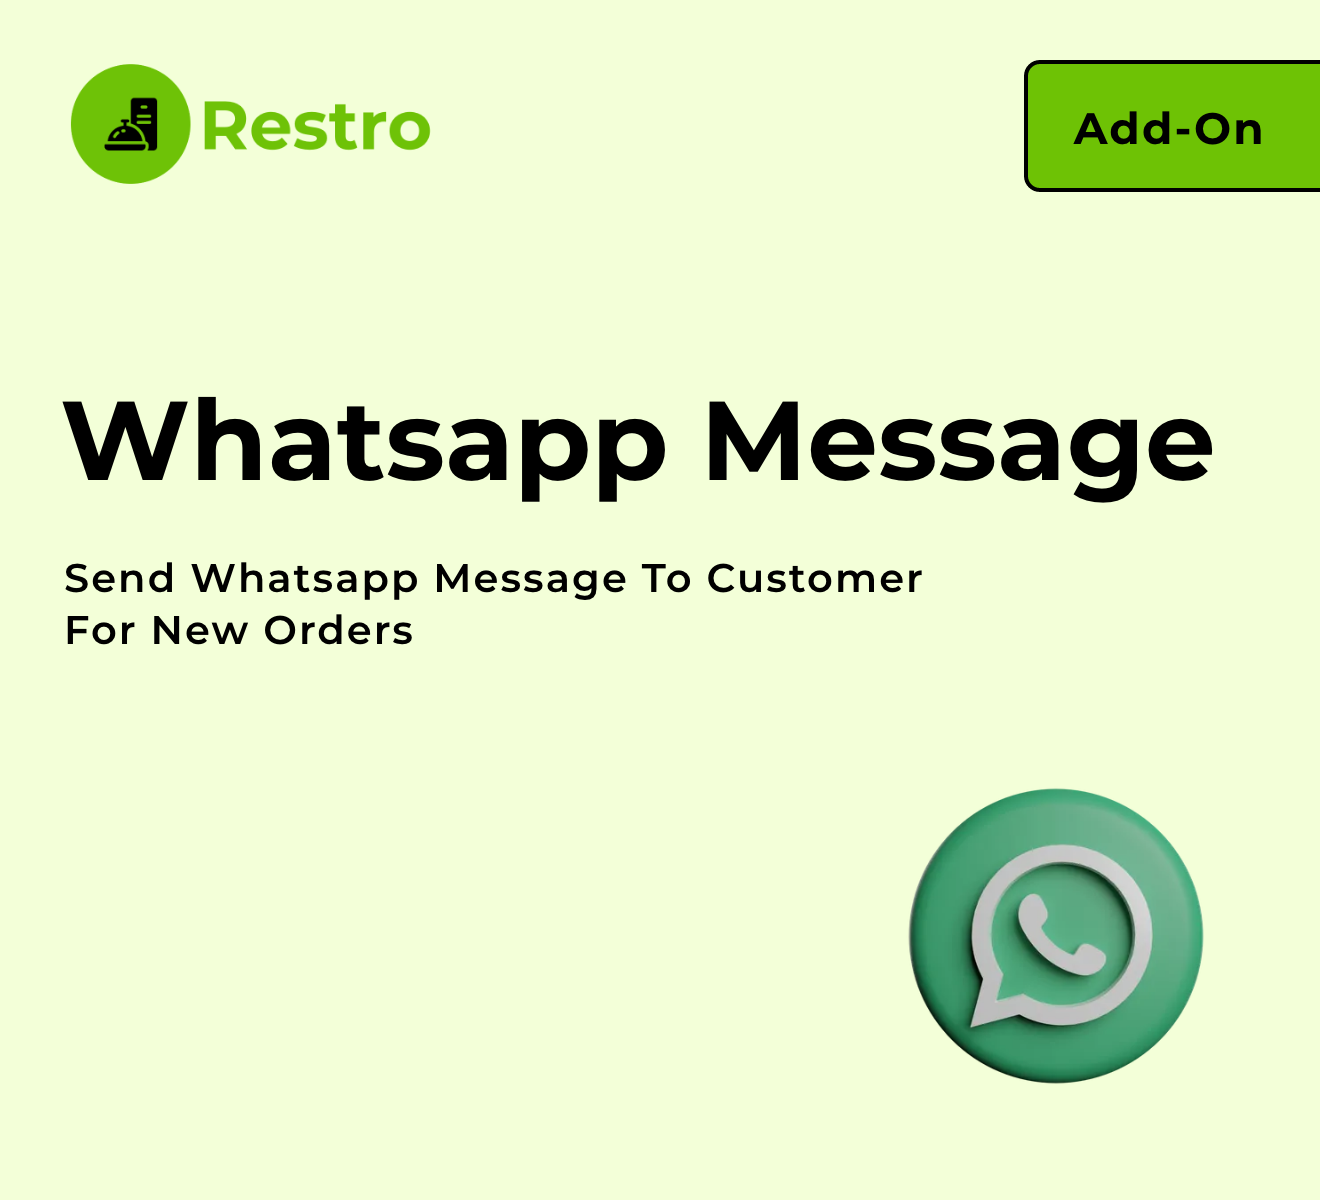 Restro
Add-On
Whatsapp Message
Send Whatsapp Message To Customer
For New Orders